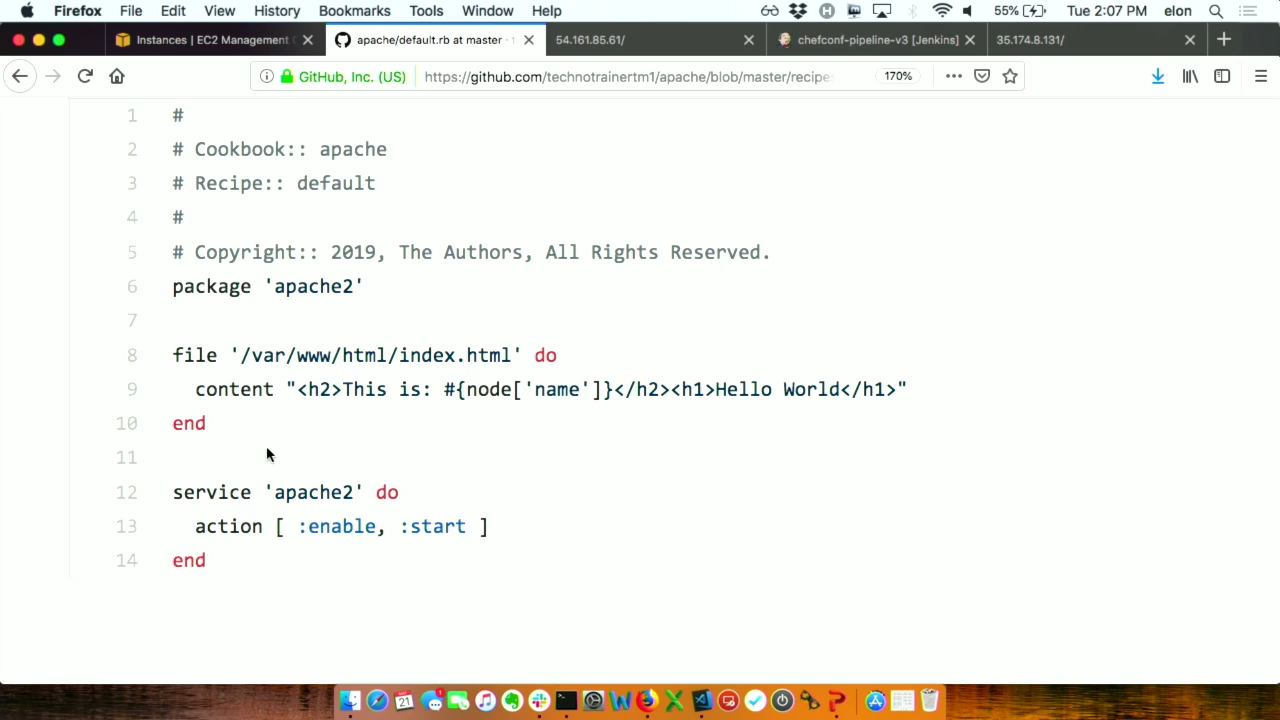 Firefox File Edit View History Bookmarks Tools Window Help 55% Tue 2:07 PM elon
Instances | EC2 Management apache/default.rb at master · 54.161.85.61/ chefconf-pipeline-v3 [Jenkins] 35.174.8.131/
GitHub, Inc. (US) https://github.com/technotrainertm1/apache/blob/master/recipes 170%
1 #
2 # Cookbook:: apache
3 # Recipe:: default
4 #
5 # Copyright:: 2019, The Authors, All Rights Reserved.
6 package 'apache2'
7
8 file '/var/www/html/index.html' do
9 content "<h2>This is: #{node['name']}</h2><h1>Hello World</h1>"
10 end
11
12 service 'apache2' do
13 action [ :enable, :start ]
14 end
21